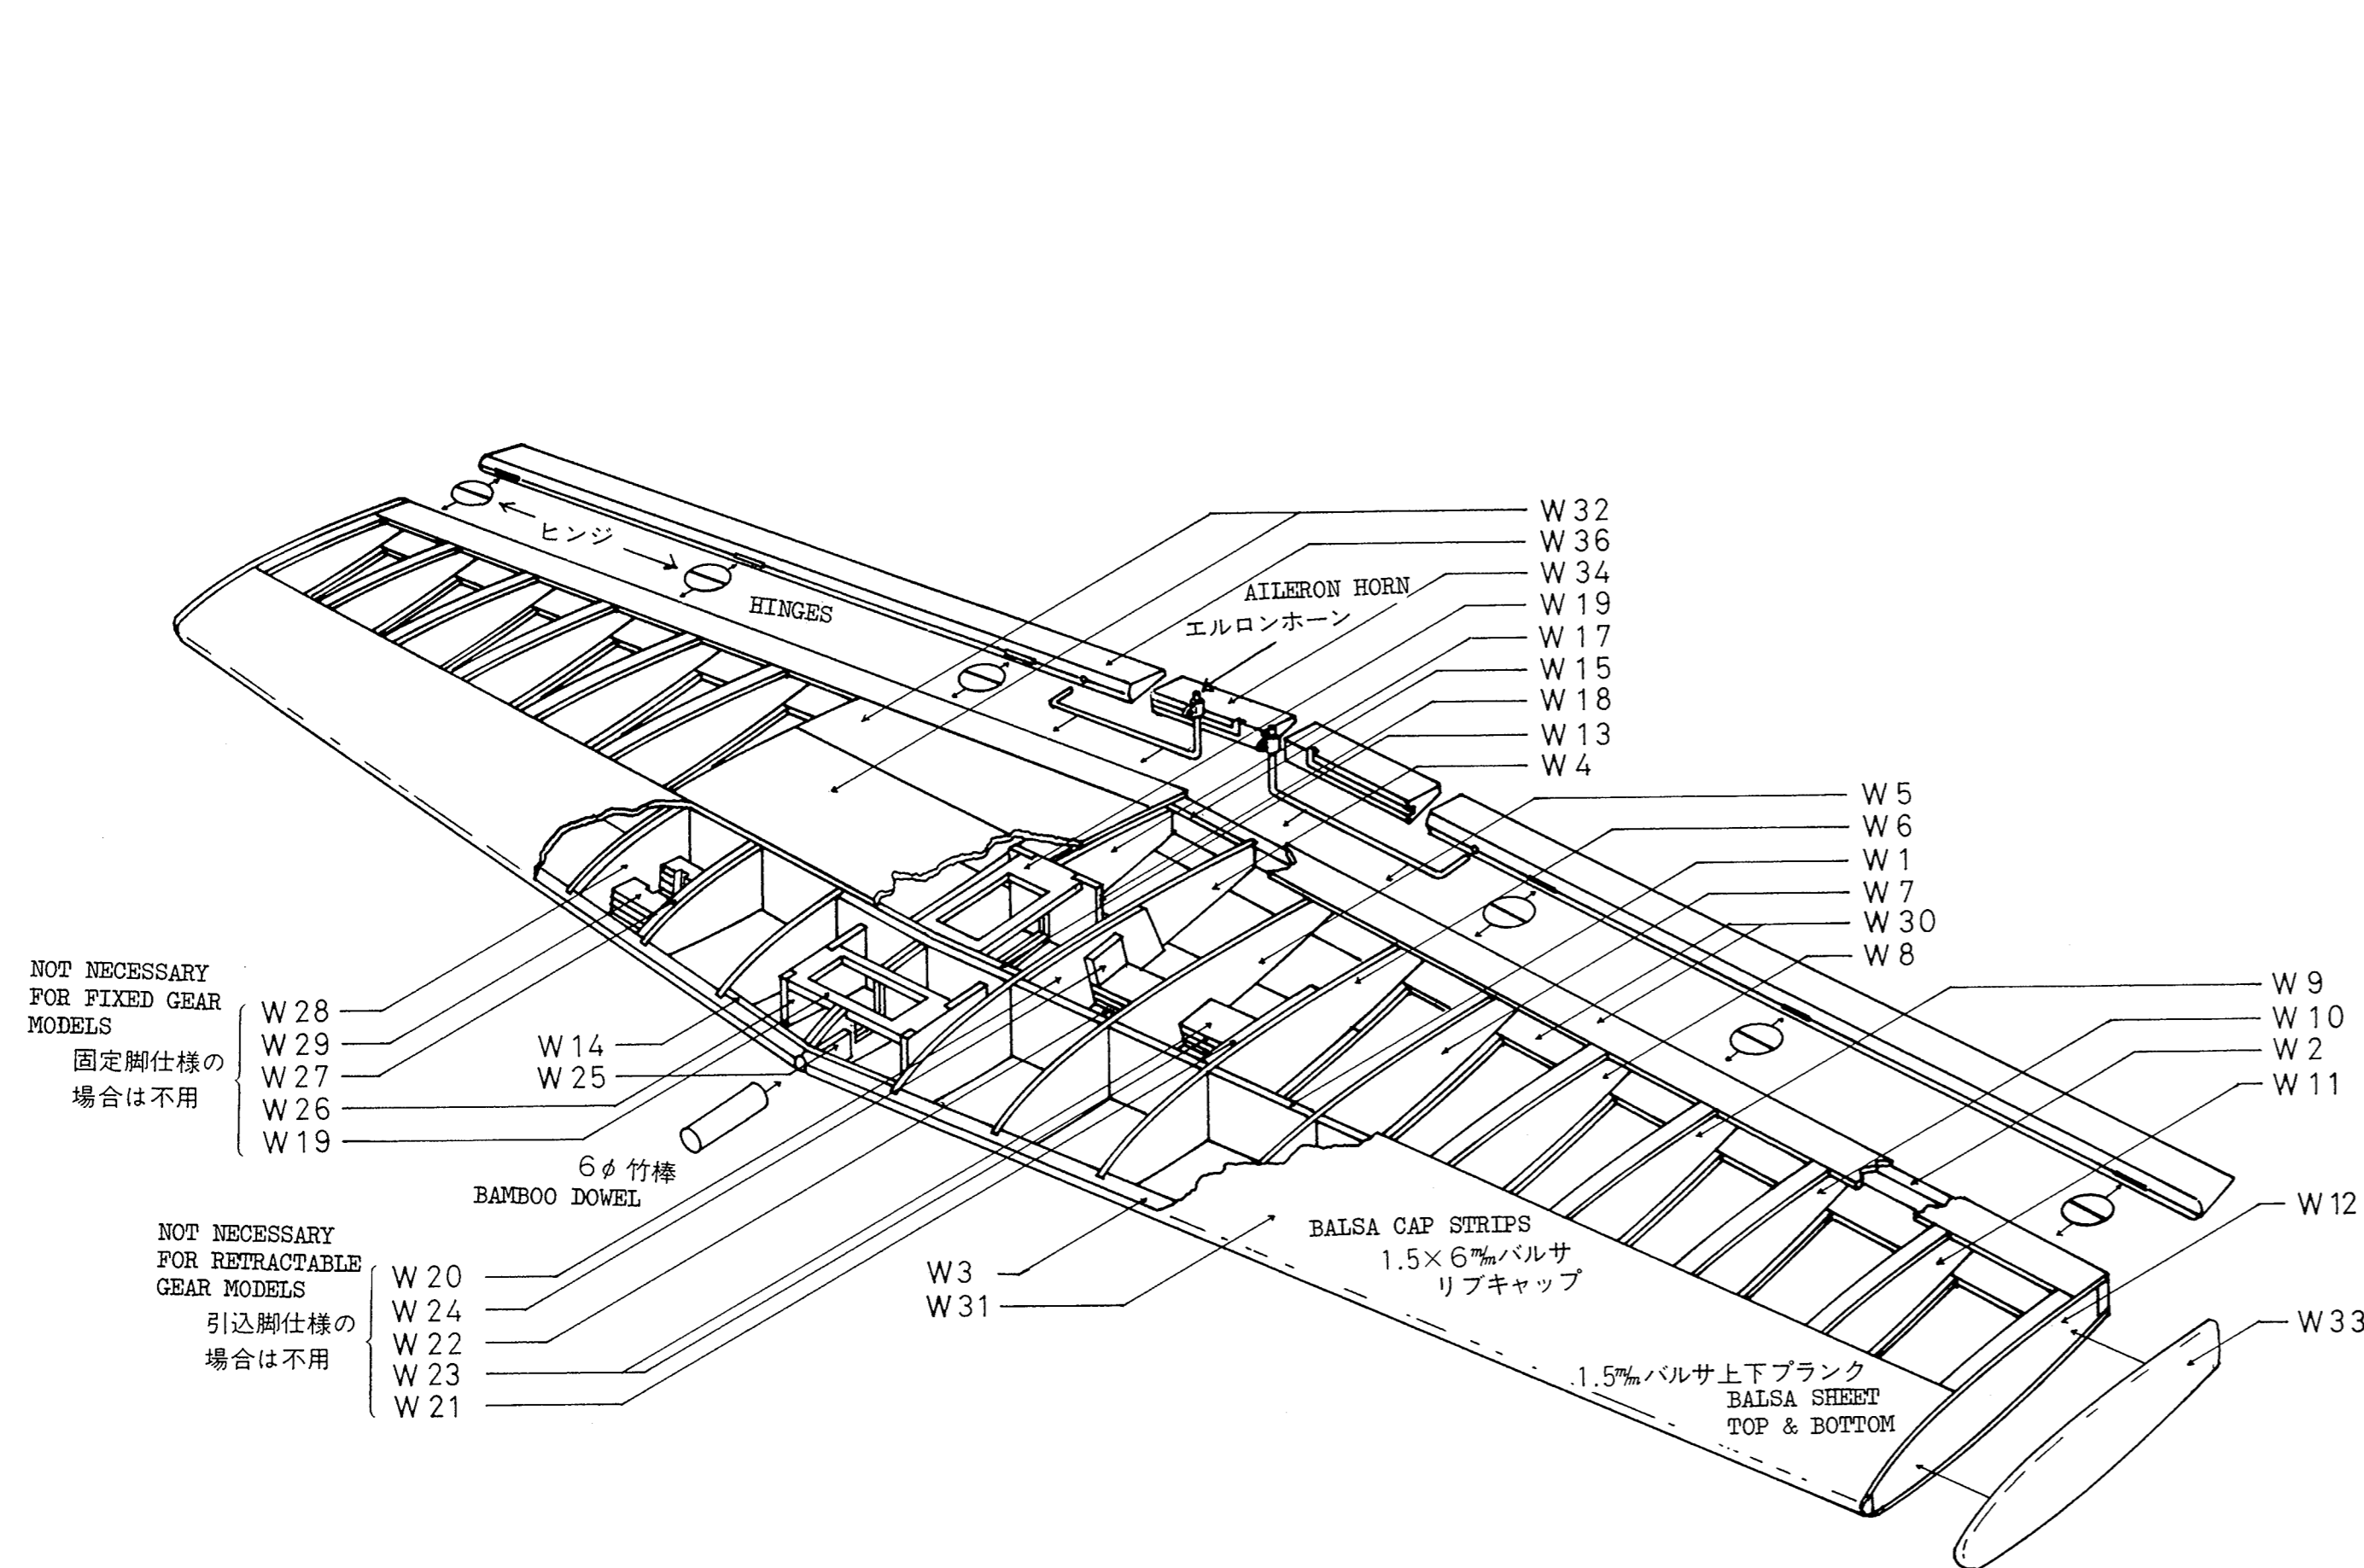 W32
W36
W34
W19
W17
W15
W18
W13
W4
AILERON HORN
エルロンホーン
ヒンジ
HINGES
W5
W6
W1
W7
W30
W8
W9
W10
W2
W11
W12
W33
NOT NECESSARY
FOR FIXED GEAR
MODELS
固定脚仕様の
場合は不用
W28
W29
W27
W26
W19
W14
W25
6φ竹棒
BAMBOO DOWEL
NOT NECESSARY
FOR RETRACTABLE
GEAR MODELS
引込脚仕様の
場合は不用
W20
W24
W22
W23
W21
W3
W31
BALSA CAP STRIPS
1.5×6m/mバルサ
リブキャップ
1.5m/mバルサ上下プランク
BALSA SHEET
TOP & BOTTOM